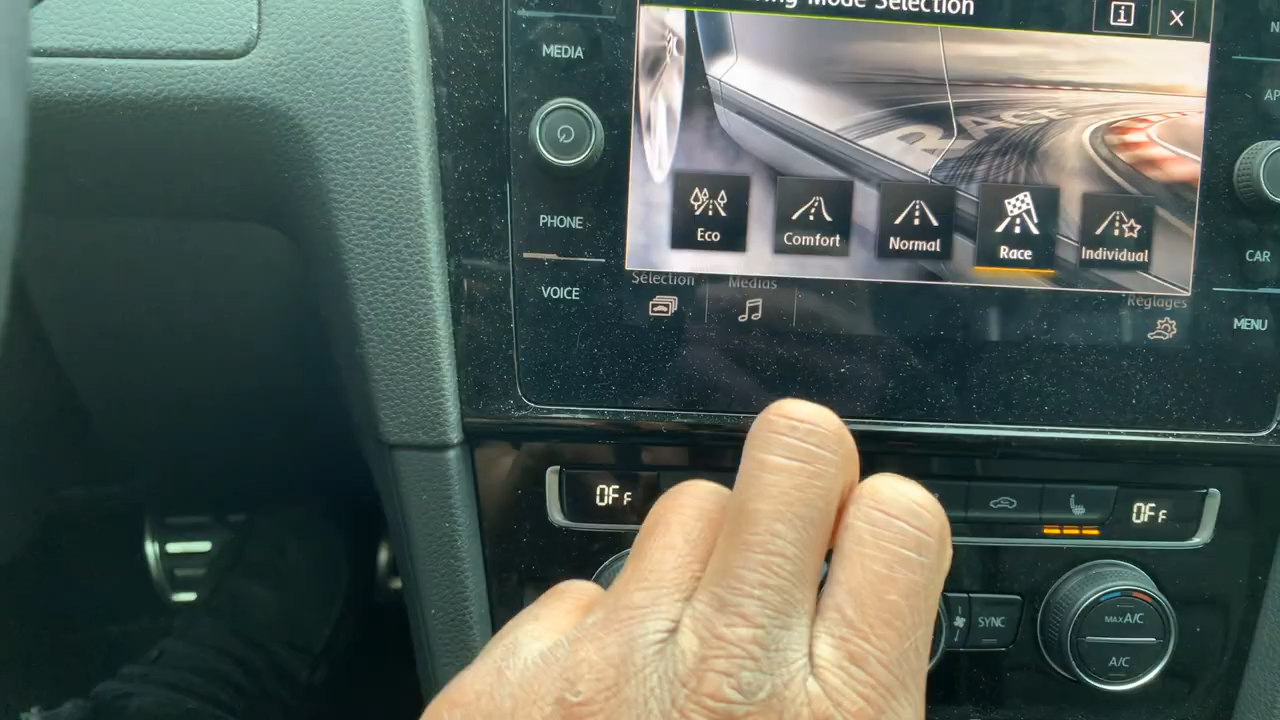 Mode Selection
i X
MEDIA
RACE
PHONE
Eco
Comfort
Normal
Race
Individual
CAR
VOICE
Sélection
Médias
Réglages
MENU
OFF
OFF
SYNC
MAX A/C
A/C